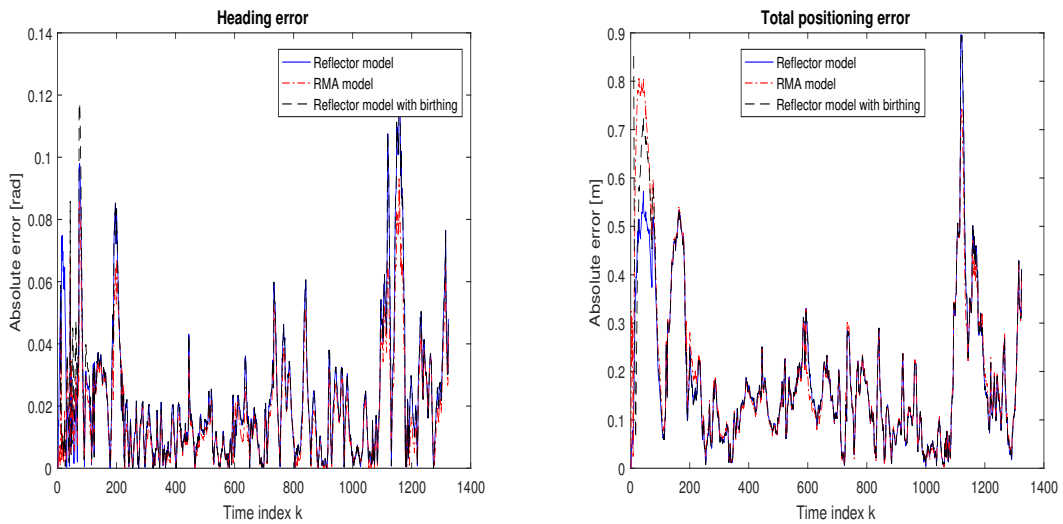 Heading error
Absolute error [rad]
0.14
0.12
0.1
0.08
0.06
0.04
0.02
0
Reflector model
RMA model
Reflector model with birthing
0 200 400 600 800 1000 1200 1400
Time index k
Total positioning error
Absolute error [m]
0.9
0.8
0.7
0.6
0.5
0.4
0.3
0.2
0.1
0
Reflector model
RMA model
Reflector model with birthing
0 200 400 600 800 1000 1200 1400
Time index k